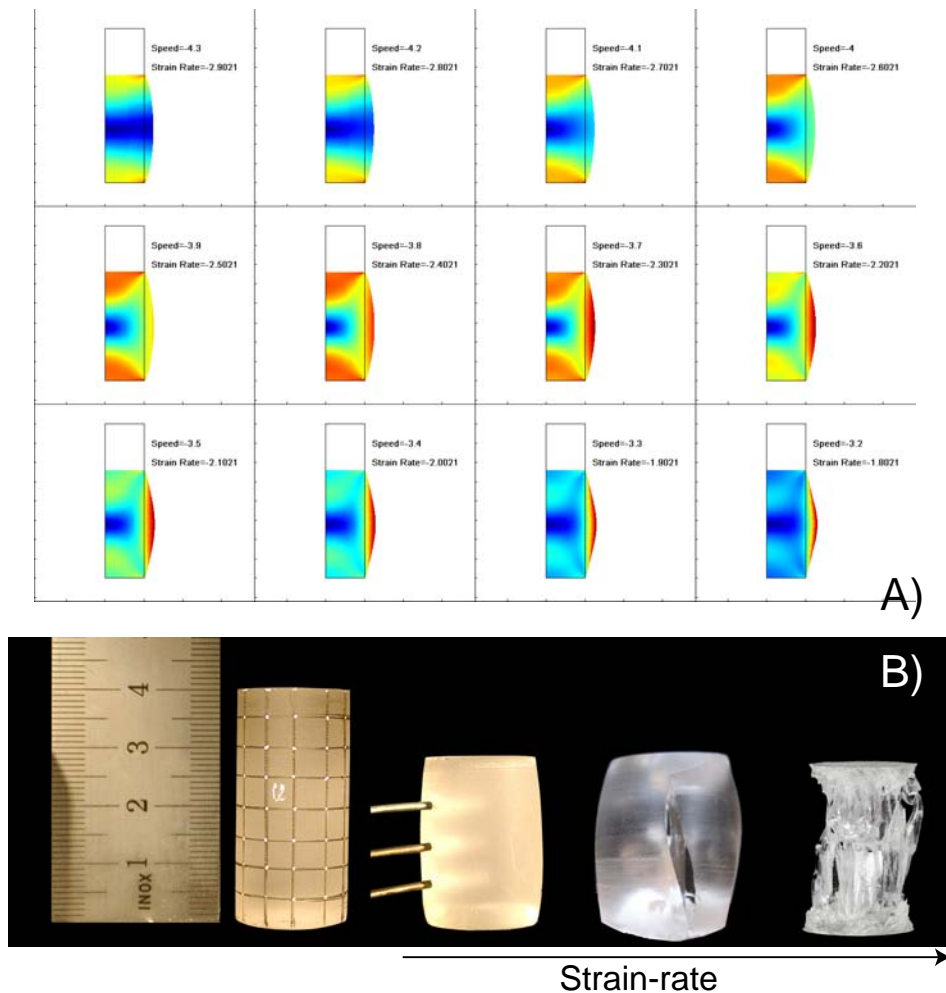 Speed=-4.3
Strain Rate=-2.9021
Speed=-4.2
Strain Rate=-2.8021
Speed=-4.1
Strain Rate=-2.7021
Speed=-4
Strain Rate=-2.6021
Speed=-3.9
Strain Rate=-2.5021
Speed=-3.8
Strain Rate=-2.4021
Speed=-3.7
Strain Rate=-2.3021
Speed=-3.6
Strain Rate=-2.2021
Speed=-3.5
Strain Rate=-2.1021
Speed=-3.4
Strain Rate=-2.0021
Speed=-3.3
Strain Rate=-1.9021
Speed=-3.2
Strain Rate=-1.8021
A)
B)
4
3
2
1
INOX
Strain-rate